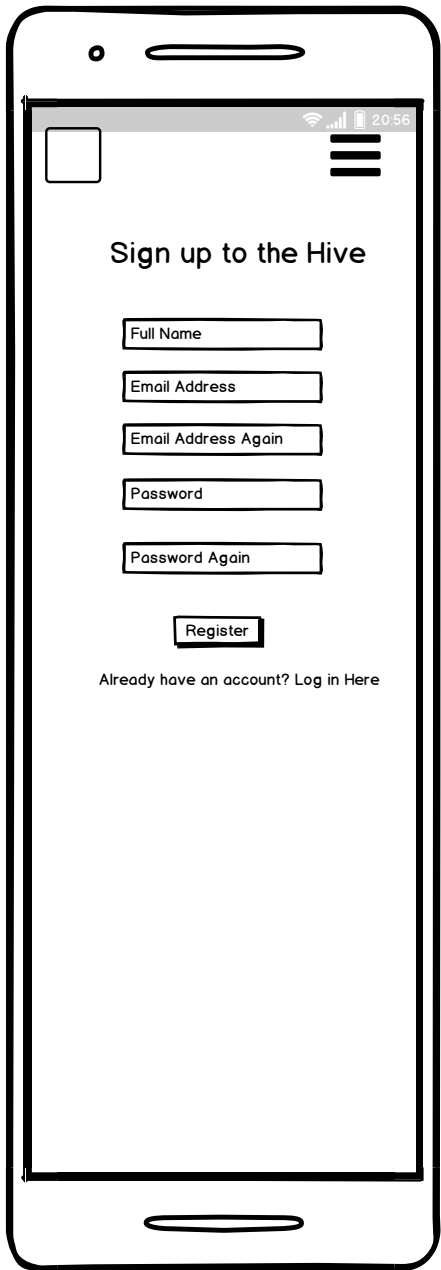 20:56
Sign up to the Hive
Full Name
Email Address
Email Address Again
Password
Password Again
Register
Already have an account? Log in Here